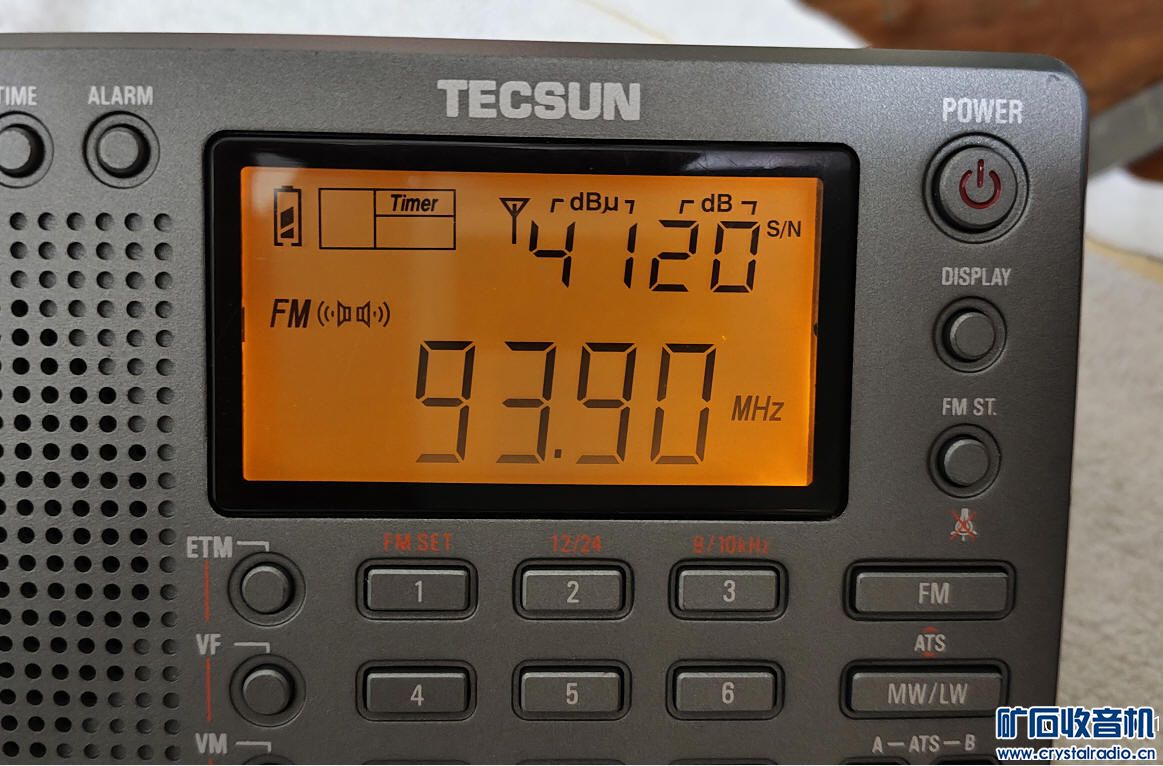 TECSUN
TIME
ALARM
POWER
Timer
dBµ
dB
4120
S/N
DISPLAY
FM
93.90
MHz
FM ST.
ETM
FM SET
12/24
9/10kHz
1
2
3
FM
VF
ATS
4
5
6
MW/LW
VM
A-ATS-B
矿石收音机
www.crystalradio.cn